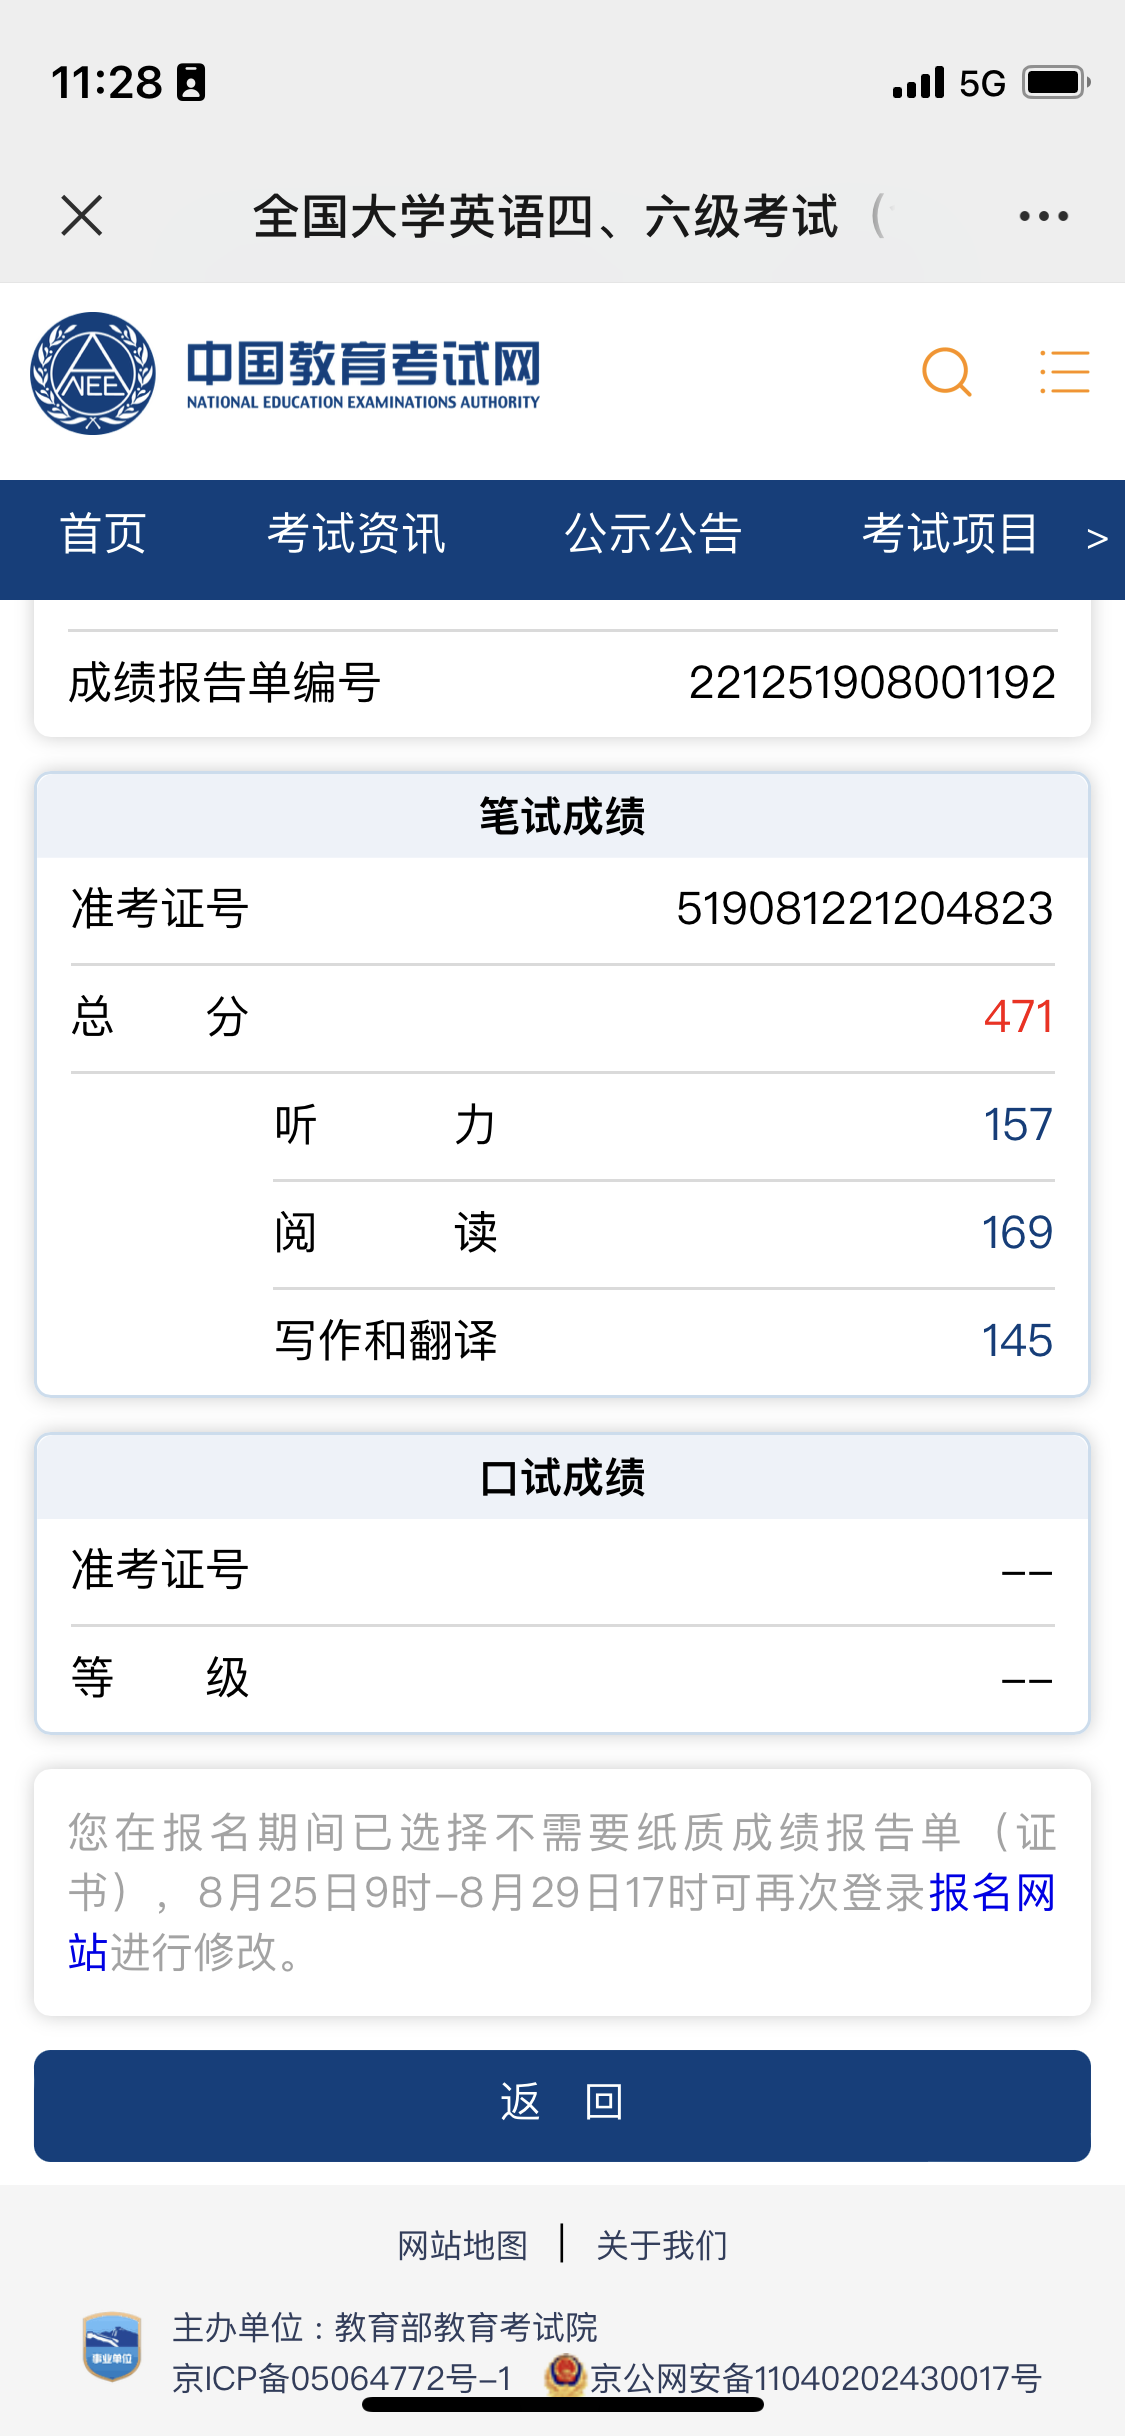 11:28
5G
全国大学英语四、六级考试（
NEEA
中国教育考试网
NATIONAL EDUCATION EXAMINATIONS AUTHORITY
首页 考试资讯 公示公告 考试项目 >
成绩报告单编号 221251908001192
笔试成绩
准考证号 519081221204823
总 分 471
听 力 157
阅 读 169
写作和翻译 145
口试成绩
准考证号 --
等 级 --
您在报名期间已选择不需要纸质成绩报告单（证
书），8月25日9时-8月29日17时可再次登录报名网
站进行修改。
返 回
网站地图 | 关于我们
主办单位：教育部教育考试院
事业单位
京ICP备05064772号-1 京公网安备11040202430017号